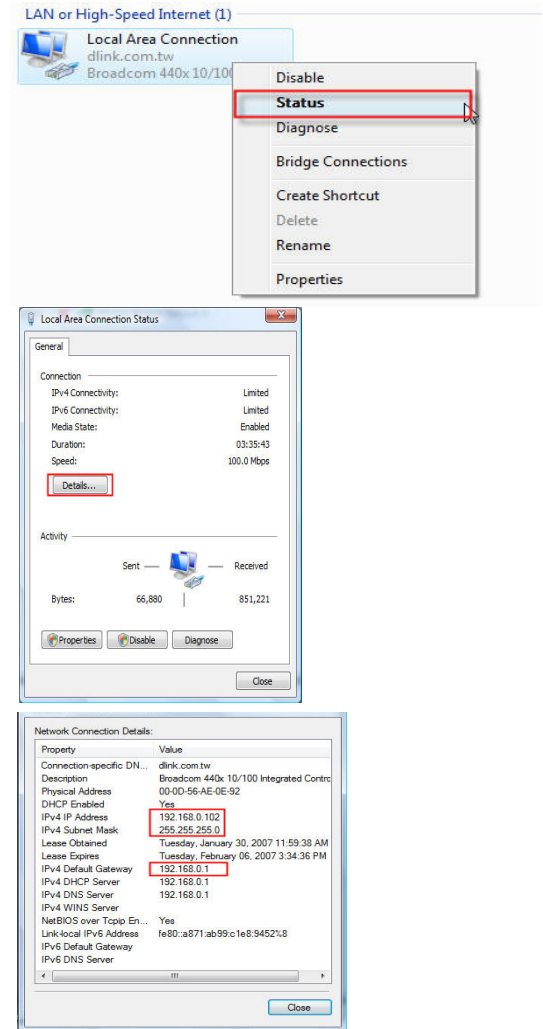 LAN or High-Speed Internet (1)
Local Area Connection
dlink.com.tw
Broadcom 440x 10/100
Disable
Status
Diagnose
Bridge Connections
Create Shortcut
Delete
Rename
Properties
Local Area Connection Status
General
Connection
IPv4 Connectivity: Limited
IPv6 Connectivity: Limited
Media State: Enabled
Duration: 03:35:43
Speed: 100.0 Mbps
Details...
Activity
Sent Received
Bytes: 66,880 851,221
Properties Disable Diagnose
Close
Network Connection Details:
Property Value
Connection-specific DN... dlink.com.tw
Description Broadcom 440x 10/100 Integrated Contro
Physical Address 00-0D-56-AE-0E-92
DHCP Enabled Yes
IPv4 IP Address 192.168.0.102
IPv4 Subnet Mask 255.255.255.0
Lease Obtained Tuesday, January 30, 2007 11:59:38 AM
Lease Expires Tuesday, February 06, 2007 3:34:36 PM
IPv4 Default Gateway 192.168.0.1
IPv4 DHCP Server 192.168.0.1
IPv4 DNS Server 192.168.0.1
IPv4 WINS Server
NetBIOS over Tcpip En... Yes
Link-local IPv6 Address fe80::a871:ab99:c1e8:9452%8
IPv6 Default Gateway
IPv6 DNS Server
Close